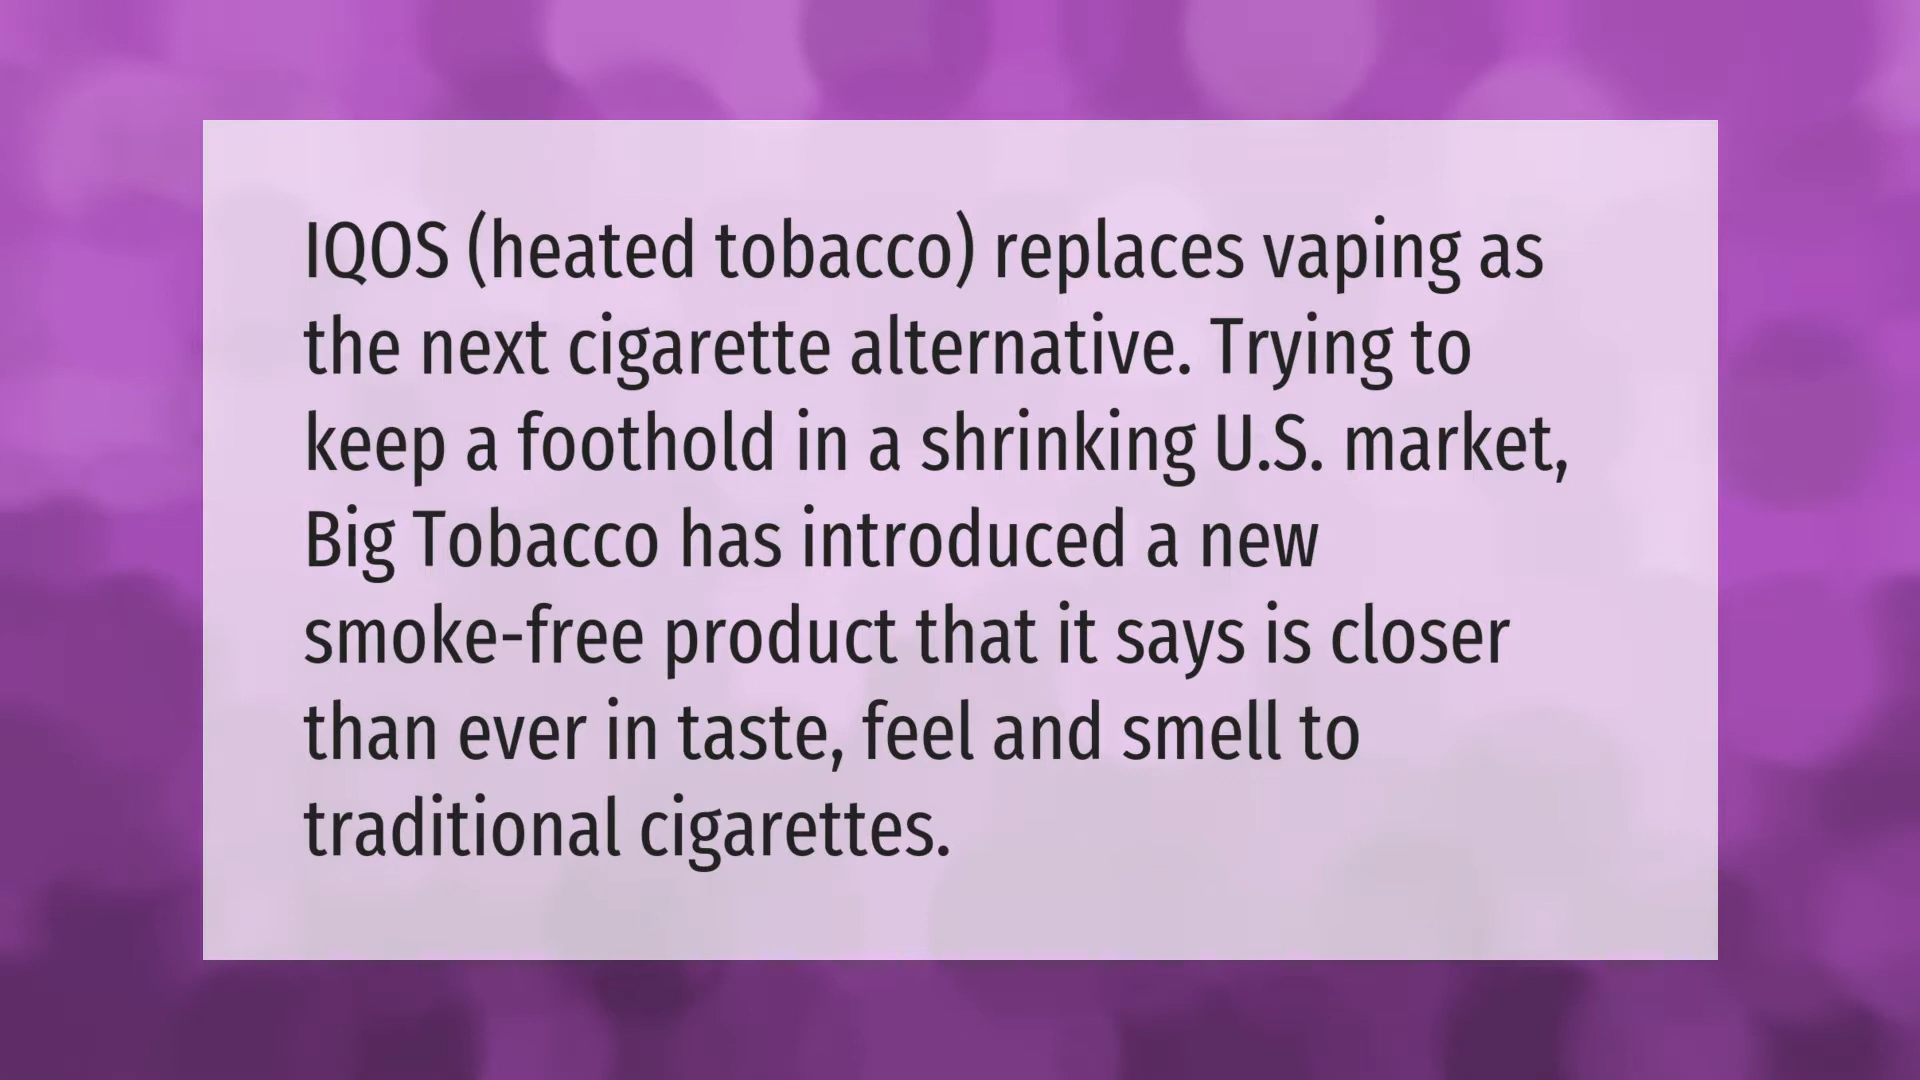 IQOS (heated tobacco) replaces vaping as
the next cigarette alternative. Trying to
keep a foothold in a shrinking U.S. market,
Big Tobacco has introduced a new
smoke-free product that it says is closer
than ever in taste, feel and smell to
traditional cigarettes.